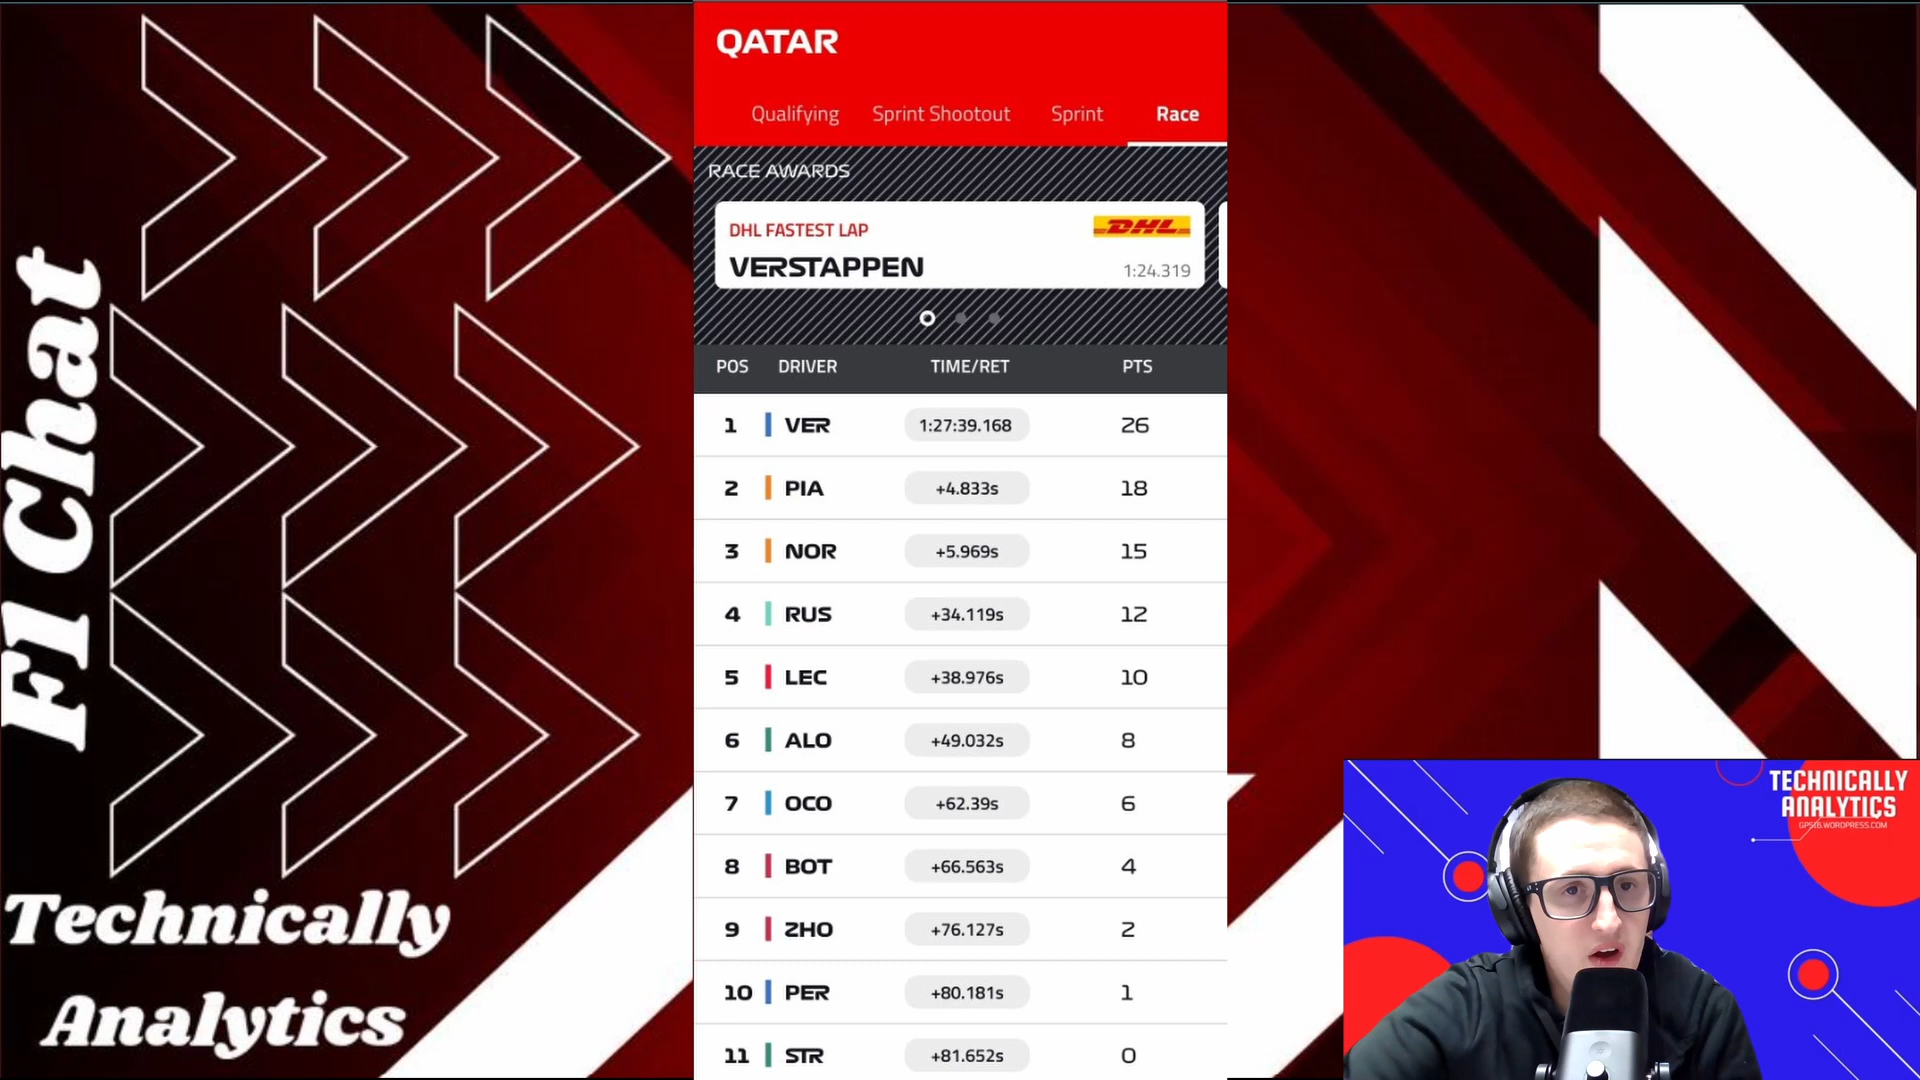 QATAR
Qualifying Sprint Shootout Sprint Race
RACE AWARDS
DHL FASTEST LAP DHL
VERSTAPPEN 1:24.319
POS DRIVER TIME/RET PTS
1 VER 1:27:39.168 26
2 PIA +4.833s 18
3 NOR +5.969s 15
4 RUS +34.119s 12
5 LEC +38.976s 10
6 ALO +49.032s 8
7 OCO +62.39s 6
8 BOT +66.563s 4
9 ZHO +76.127s 2
10 PER +80.181s 1
11 STR +81.652s 0
F1 Chat
Technically
Analytics
TECHNICALLY
ANALYTICS
GPS16.WORDPRESS.COM